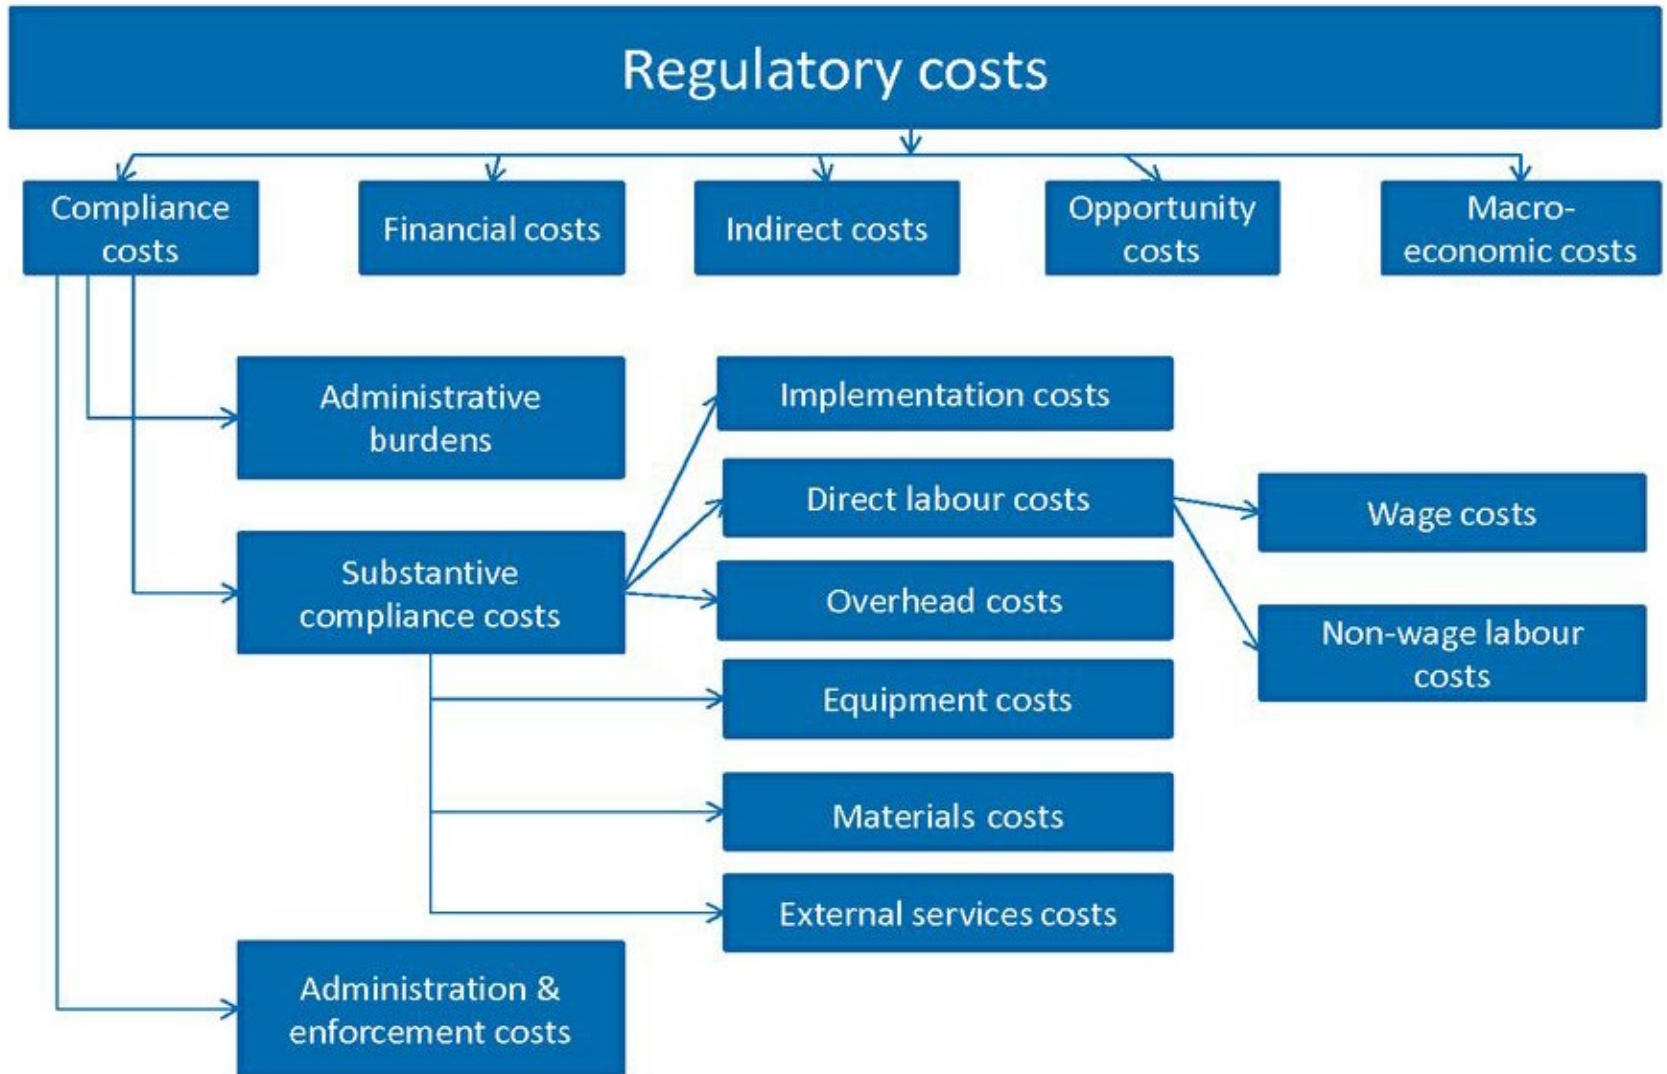 Regulatory costs
Compliance
costs
Financial costs
Indirect costs
Opportunity
costs
Macro-
economic costs
Administrative
burdens
Implementation costs
Direct labour costs
Wage costs
Substantive
compliance costs
Overhead costs
Non-wage labour
costs
Equipment costs
Materials costs
External services costs
Administration &
enforcement costs